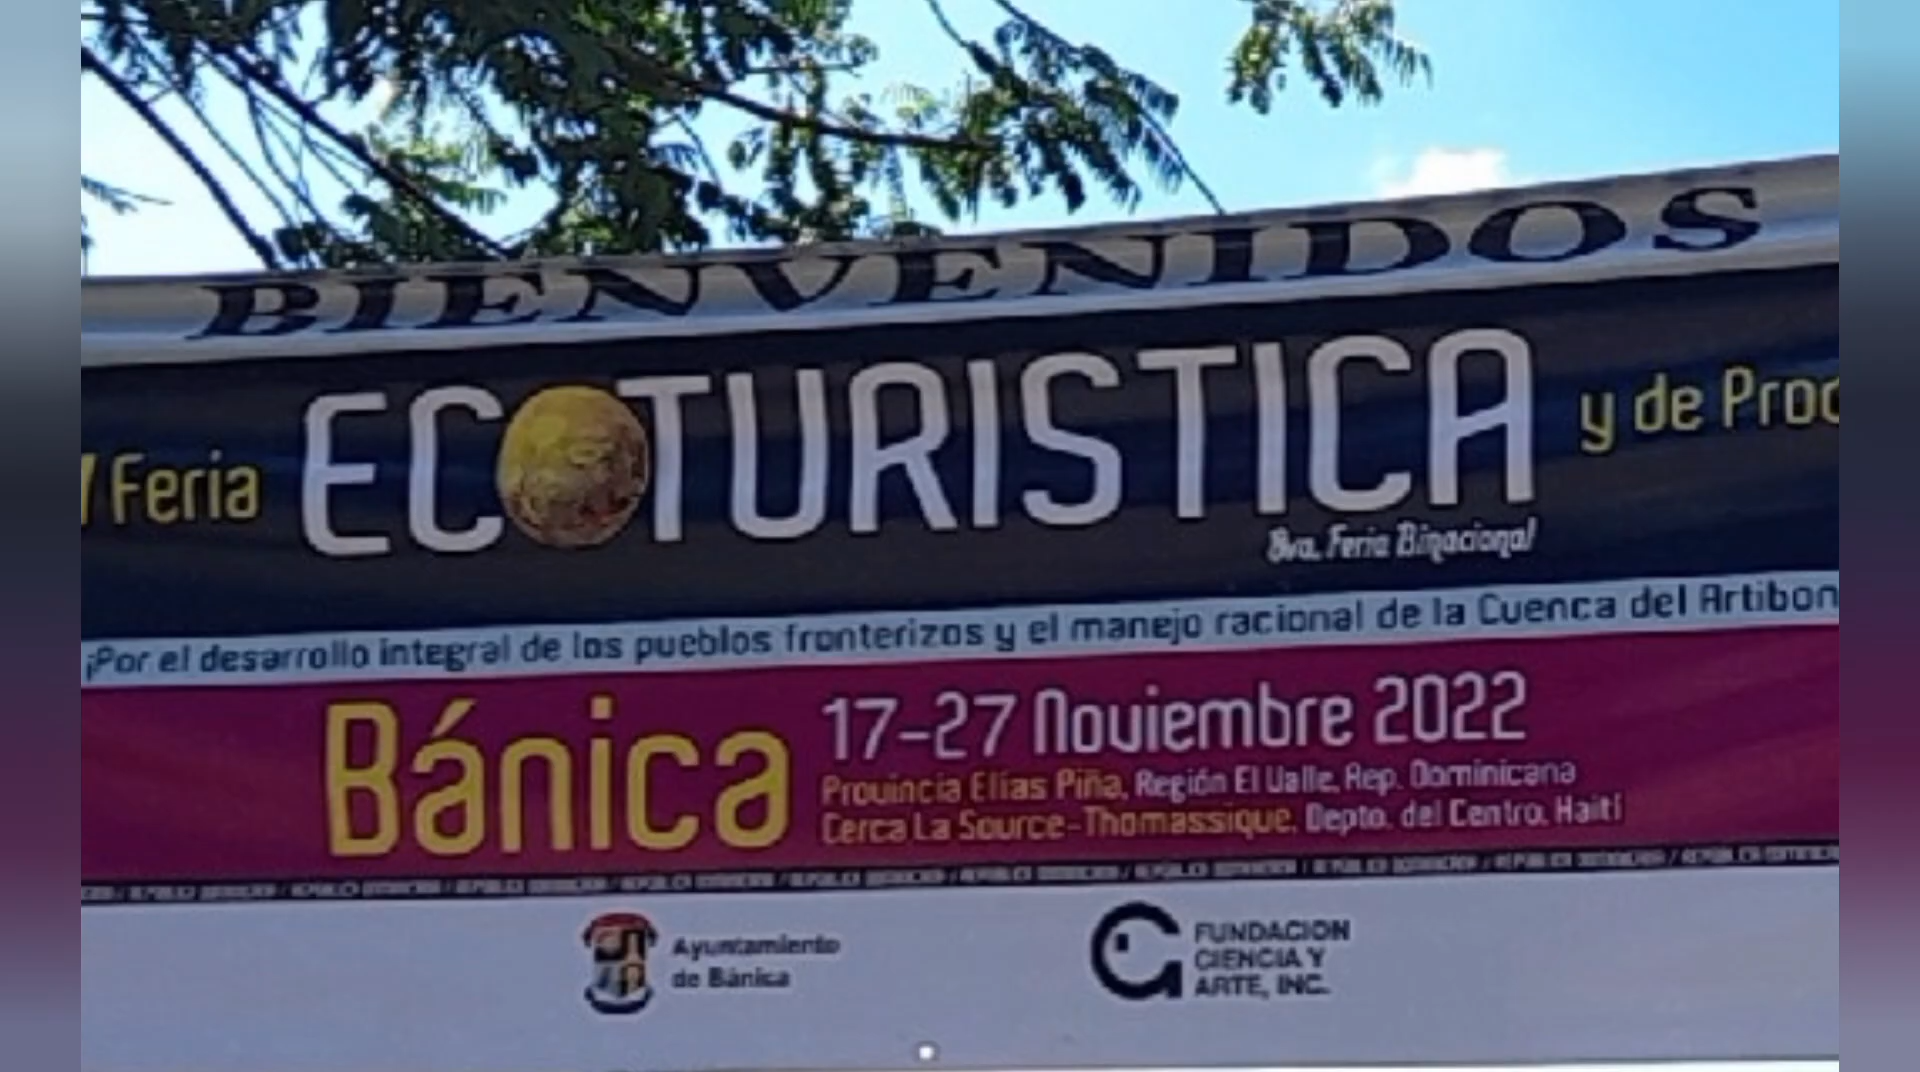 BIENVENIDOS
Feria ECOTURISTICA y de Proc
8va. Feria Binacional
¡Por el desarrollo integral de los pueblos fronterizos y el manejo racional de la Cuenca del Artibon
Bánica 17-27 Noviembre 2022
Provincia Elías Piña, Región El Valle, Rep. Dominicana
Cerca La Source-Thomassique, Depto. del Centro, Haití
Ayuntamiento
de Bánica
FUNDACION
CIENCIA Y
ARTE, INC.